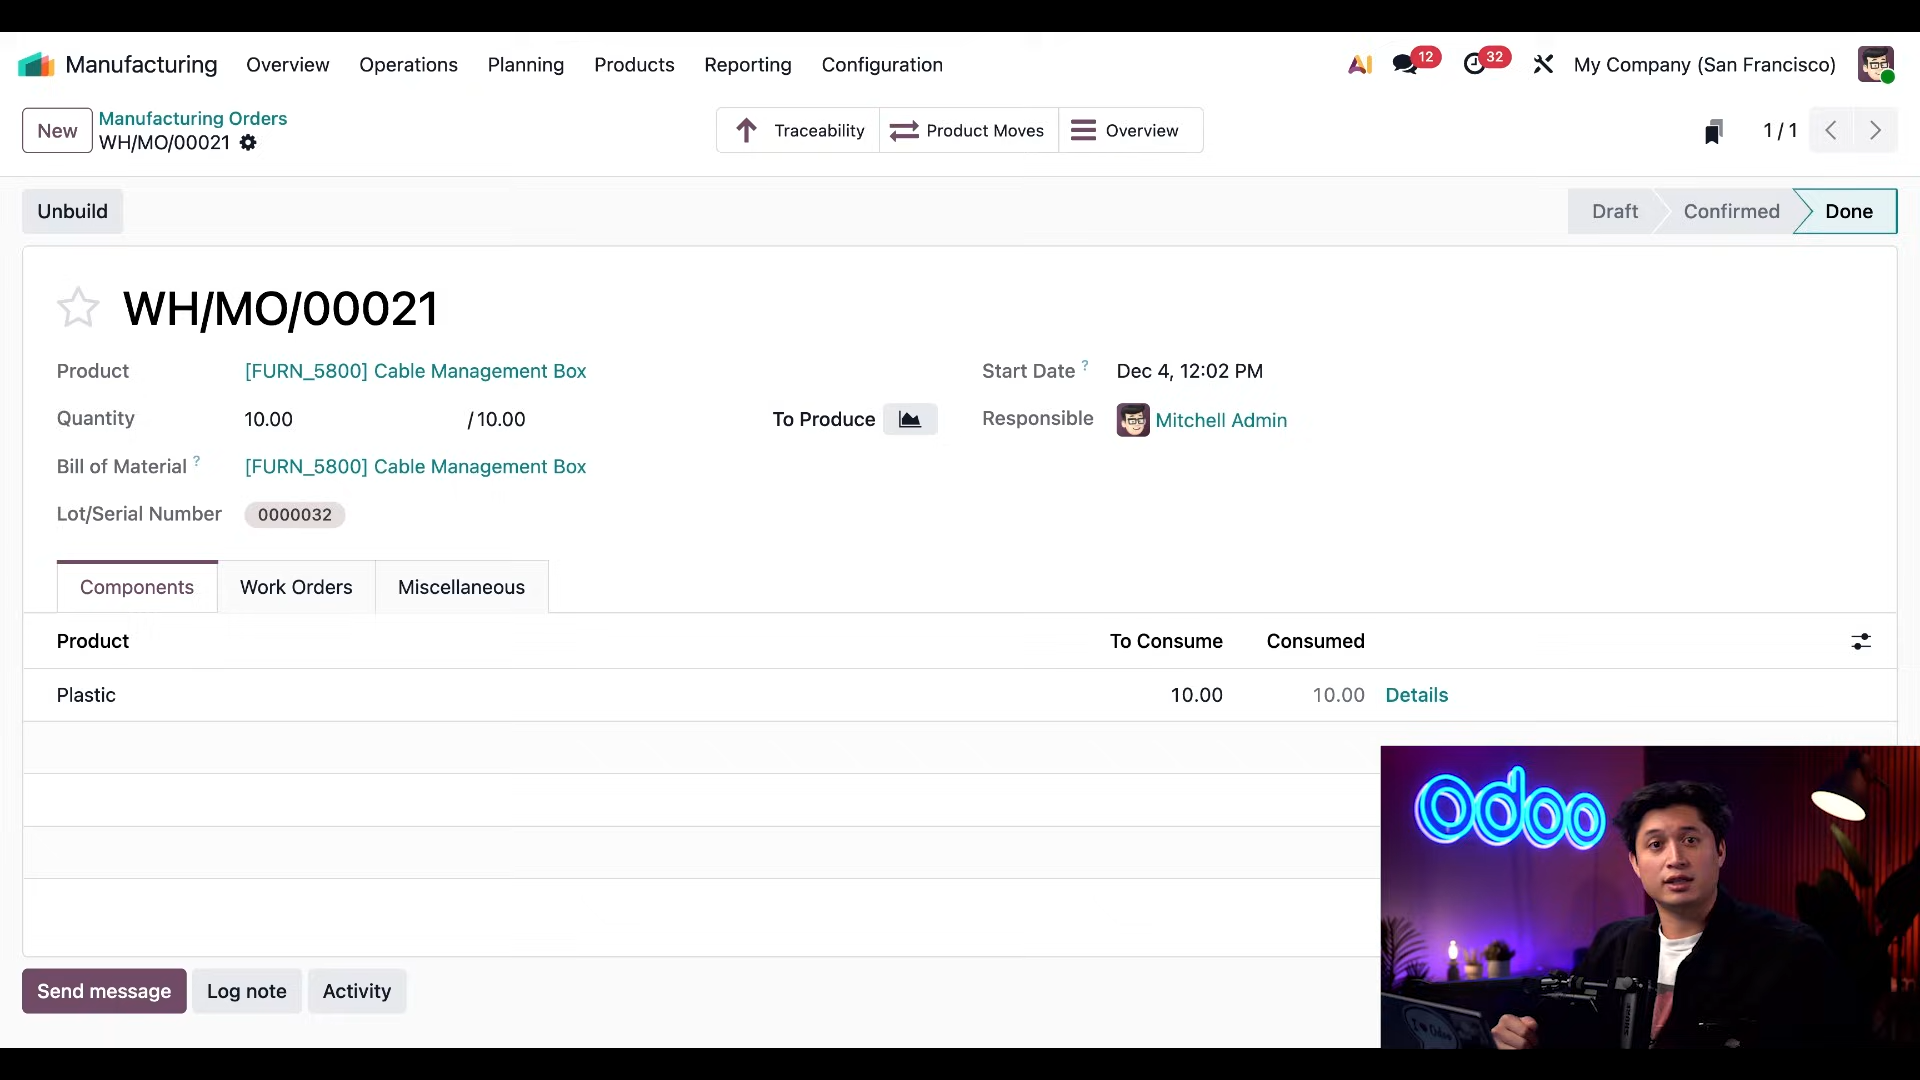 Manufacturing Overview Operations Planning Products Reporting Configuration 12 32 My Company (San Francisco)
New Manufacturing Orders
WH/MO/00021
Traceability Product Moves Overview 1 / 1
Unbuild Draft Confirmed Done
WH/MO/00021
Product [FURN_5800] Cable Management Box Start Date ? Dec 4, 12:02 PM
Quantity 10.00 / 10.00 To Produce Responsible Mitchell Admin
Bill of Material ? [FURN_5800] Cable Management Box
Lot/Serial Number 0000032
Components Work Orders Miscellaneous
Product To Consume Consumed
Plastic 10.00 10.00 Details
odoo
Send message Log note Activity